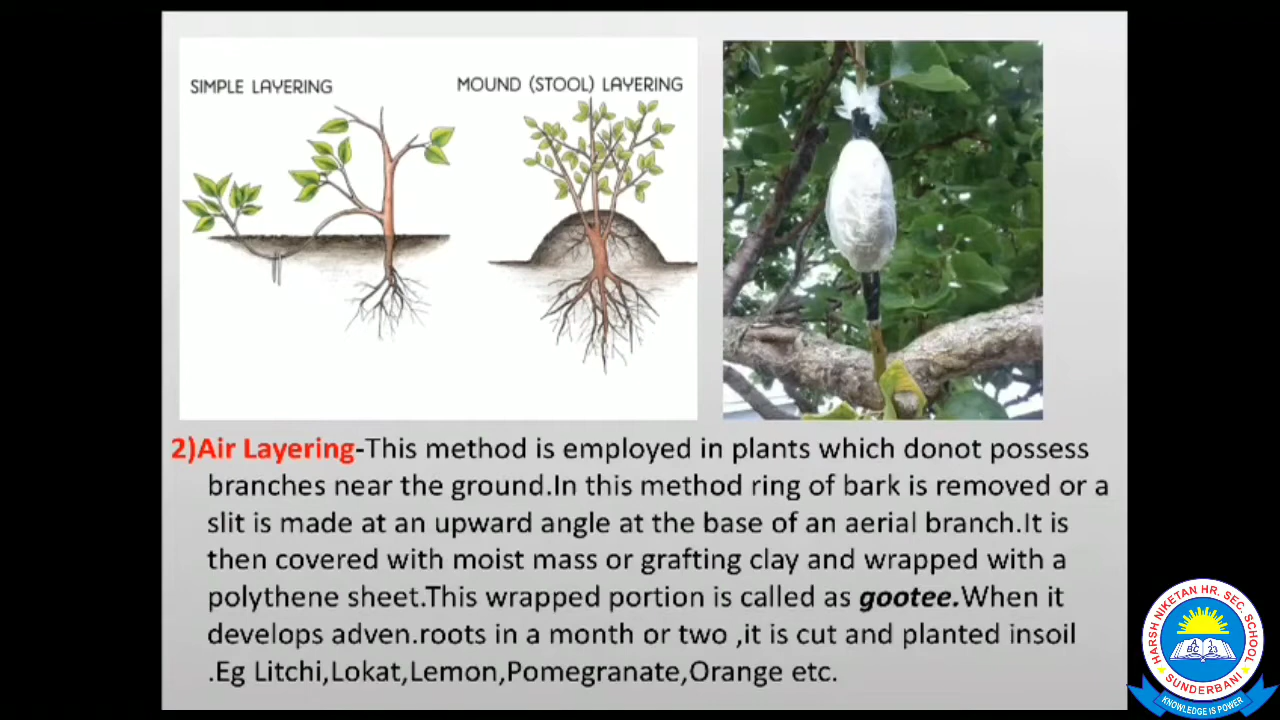 SIMPLE LAYERING
MOUND (STOOL) LAYERING
2)Air Layering-This method is employed in plants which donot possess
branches near the ground.In this method ring of bark is removed or a
slit is made at an upward angle at the base of an aerial branch.It is
then covered with moist mass or grafting clay and wrapped with a
polythene sheet.This wrapped portion is called as gootee.When it
develops adven.roots in a month or two ,it is cut and planted insoil
.Eg Litchi,Lokat,Lemon,Pomegranate,Orange etc.
HARSH NIKETAN HR. SEC. SCHOOL
SUNDERBANI
KNOWLEDGE IS POWER